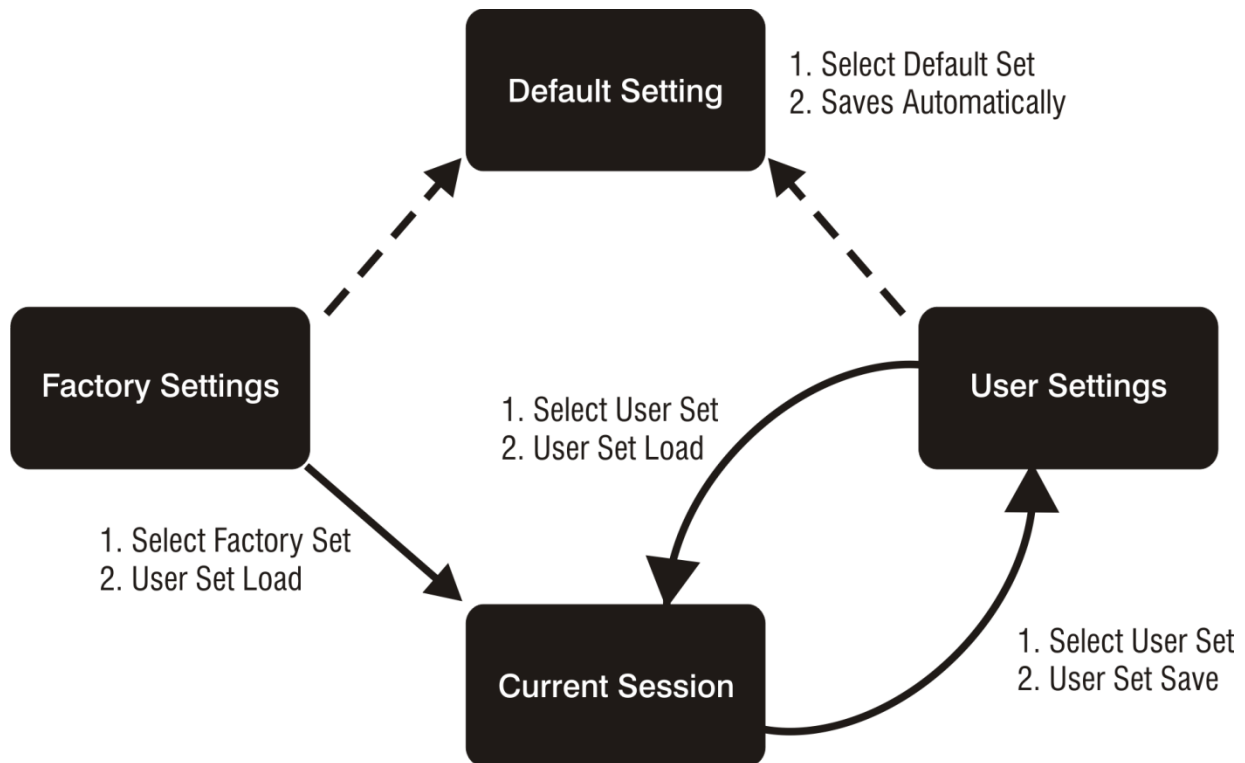 Default Setting
1. Select Default Set
2. Saves Automatically
Factory Settings
User Settings
1. Select User Set
2. User Set Load
1. Select Factory Set
2. User Set Load
Current Session
1. Select User Set
2. User Set Save